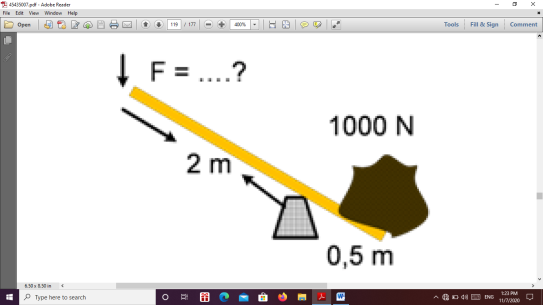 45435007.pdf - Adobe Reader
File Edit View Window Help
Open
119 / 177
400%
Tools
Fill & Sign
Comment
F = ....?
1000 N
2 m
0,5 m
Type here to search
ENG
1:23 PM
11/7/2020